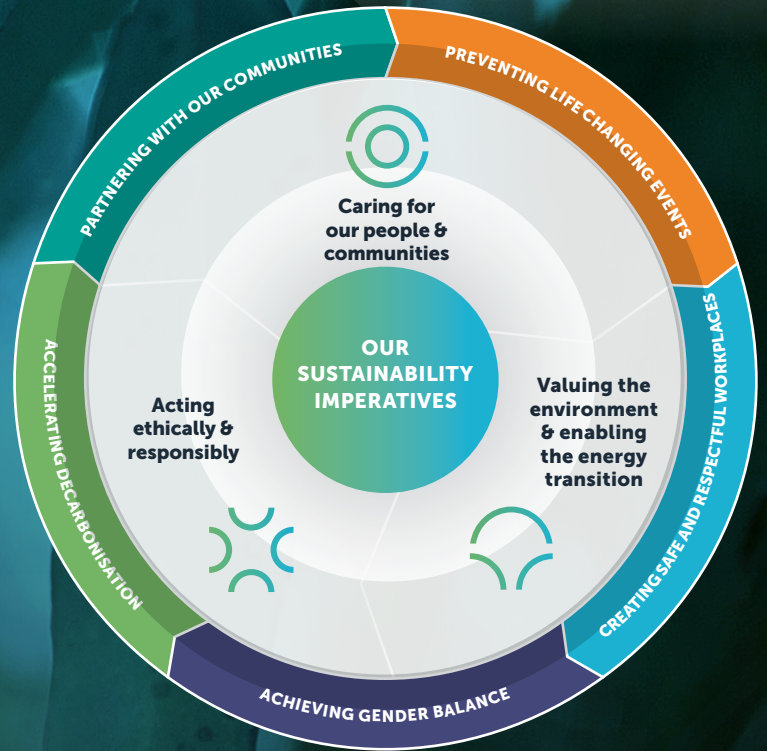 PARTNERING WITH OUR COMMUNITIES
PREVENTING LIFE CHANGING EVENTS
Caring for
our people &
communities
OUR
SUSTAINABILITY
IMPERATIVES
Acting
ethically &
responsibly
Valuing the
environment
& enabling
the energy
transition
ACCELERATING DECARBONISATION
CREATING SAFE AND RESPECTFUL WORKPLACES
ACHIEVING GENDER BALANCE